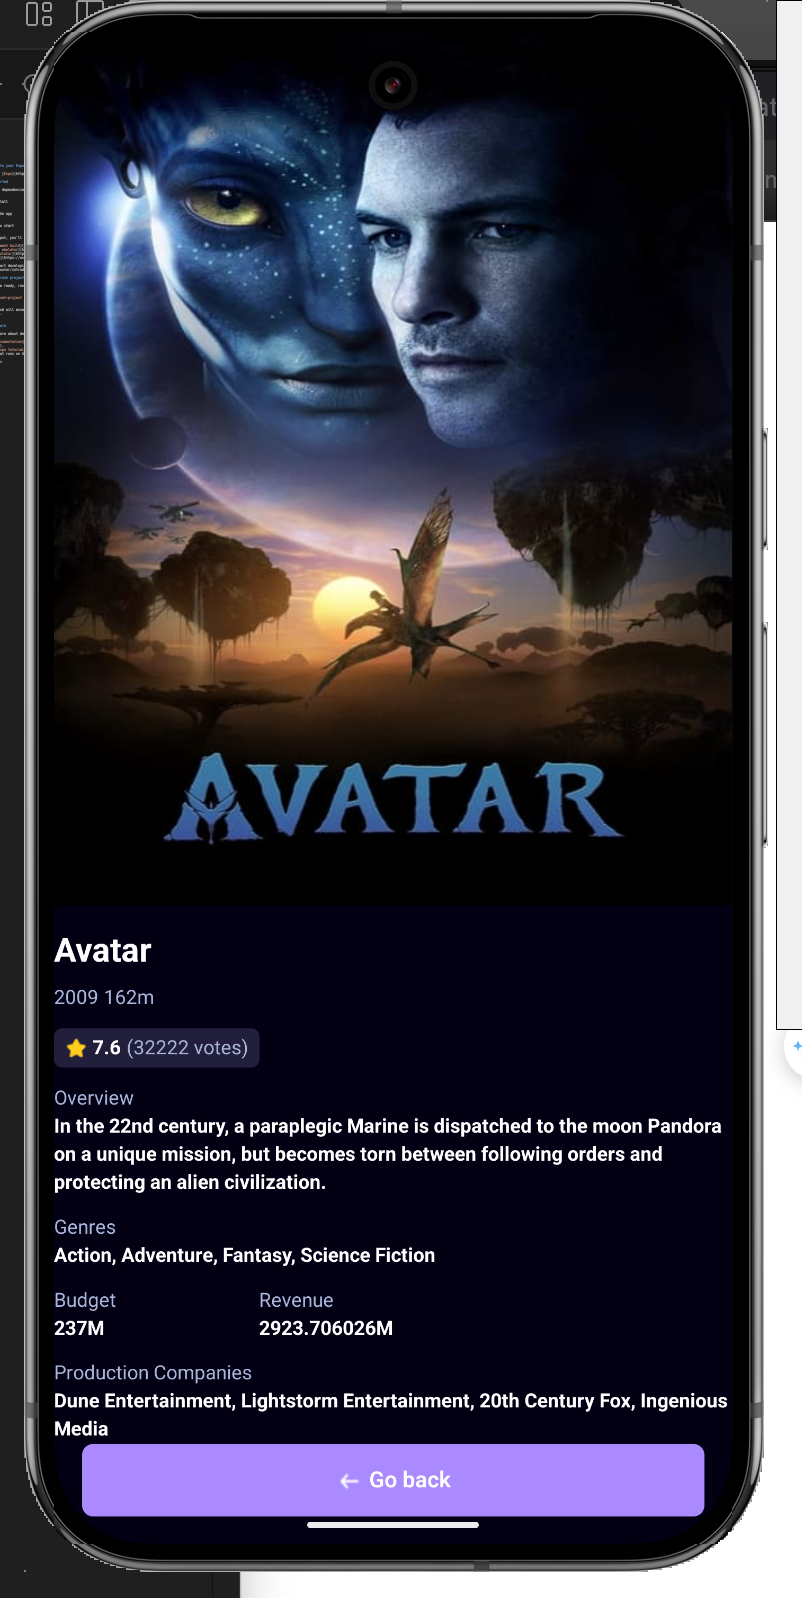 AVATAR
Avatar
2009 162m
7.6 (32222 votes)
Overview
In the 22nd century, a paraplegic Marine is dispatched to the moon Pandora
on a unique mission, but becomes torn between following orders and
protecting an alien civilization.
Genres
Action, Adventure, Fantasy, Science Fiction
Budget Revenue
237M 2923.706026M
Production Companies
Dune Entertainment, Lightstorm Entertainment, 20th Century Fox, Ingenious
Media
← Go back